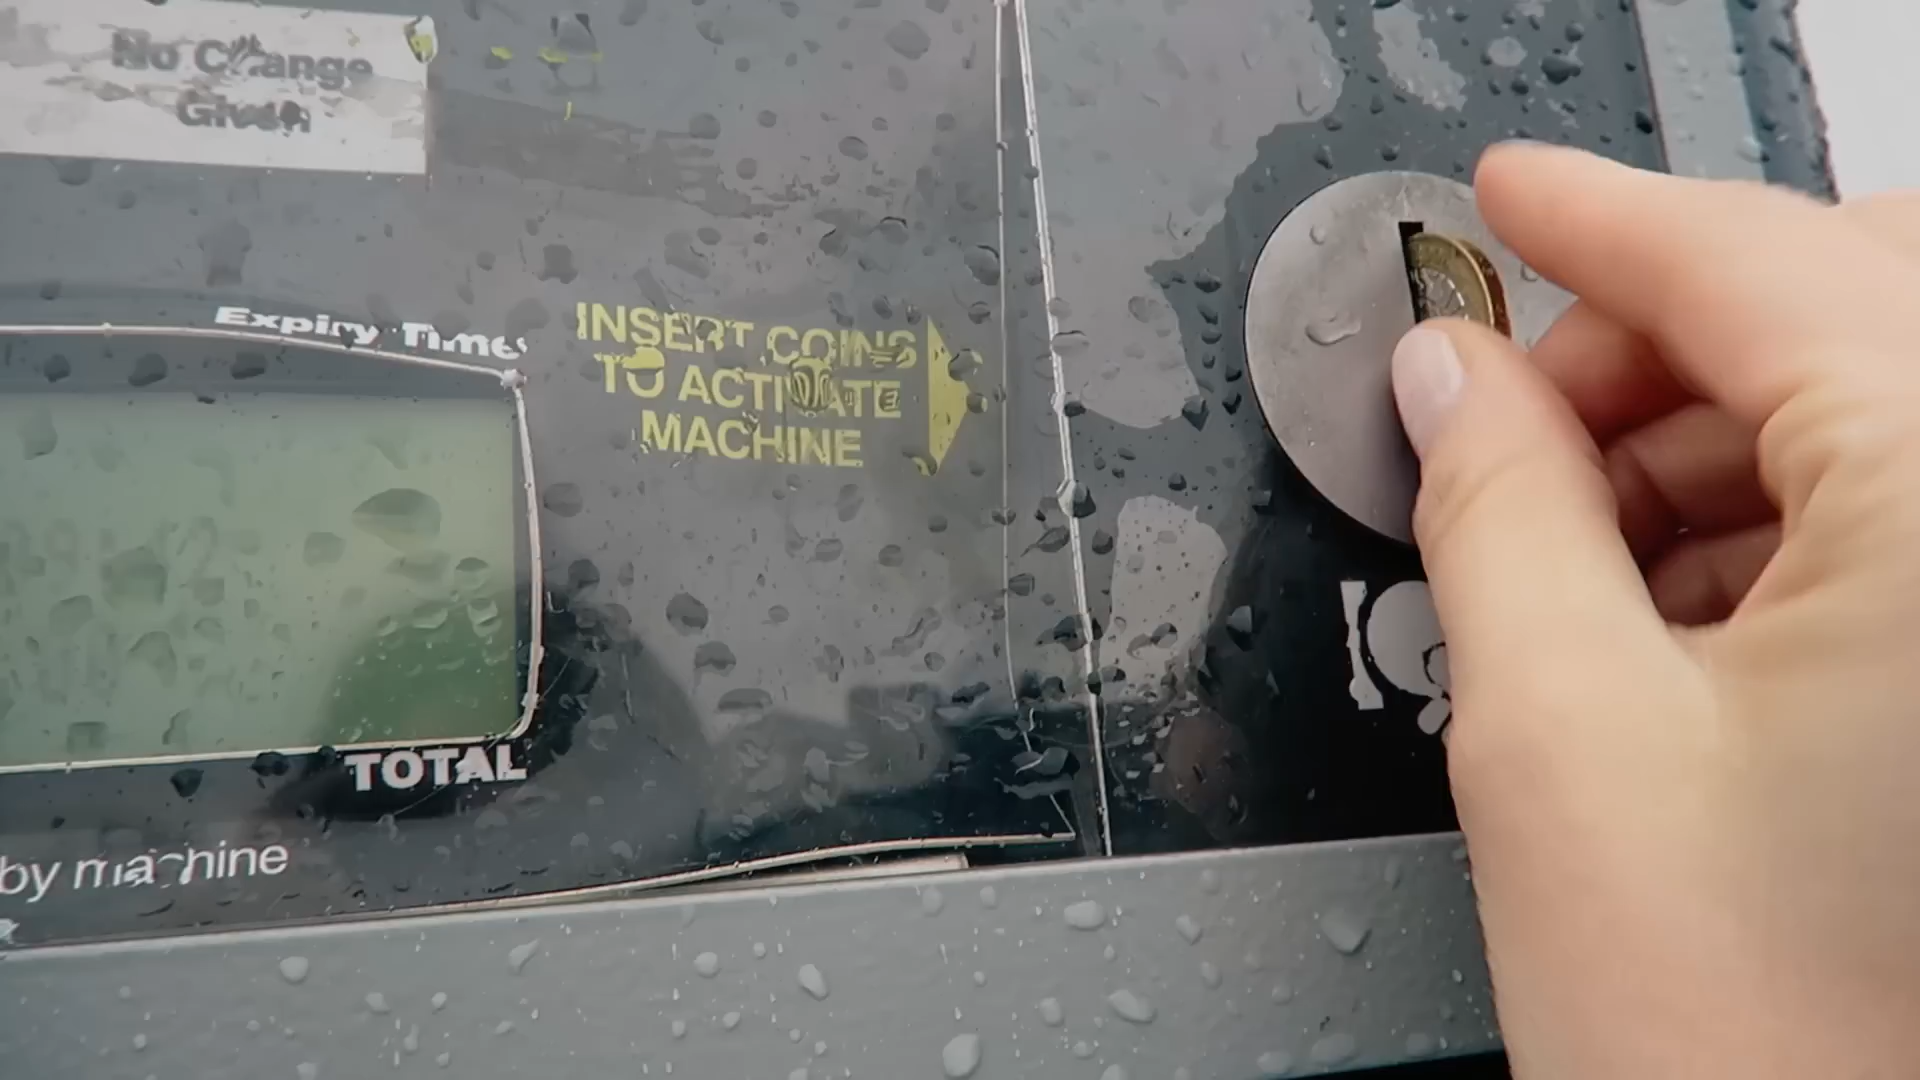 No Change
Given
Expiry Time
INSERT COINS
TO ACTIVATE
MACHINE
TOTAL
by machine